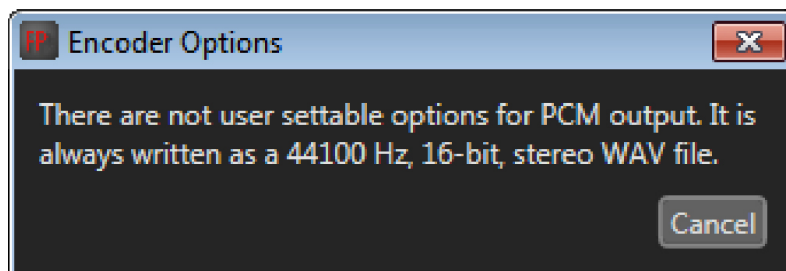 FP Encoder Options
There are not user settable options for PCM output. It is
always written as a 44100 Hz, 16-bit, stereo WAV file.
Cancel